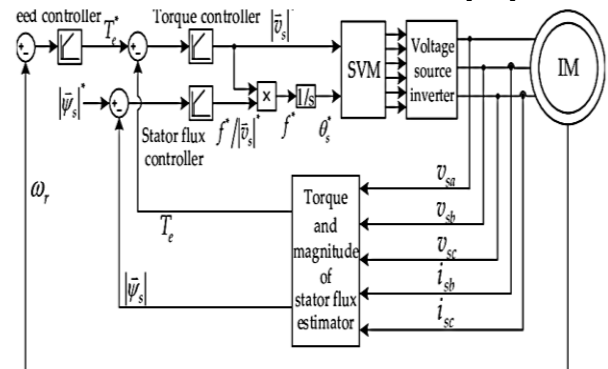 eed controller
Torque controller
T_e^*
|v̄_s|^*
SVM
Voltage
source
inverter
IM
|ψ̄_s|^*
x
1/s
Stator flux
controller
f^*/|v̄_s|^*
f^*
θ_s^*
ω_r
T_e
|ψ̄_s|
Torque
and
magnitude
of
stator flux
estimator
v_sa
v_sb
v_sc
i_sb
i_sc